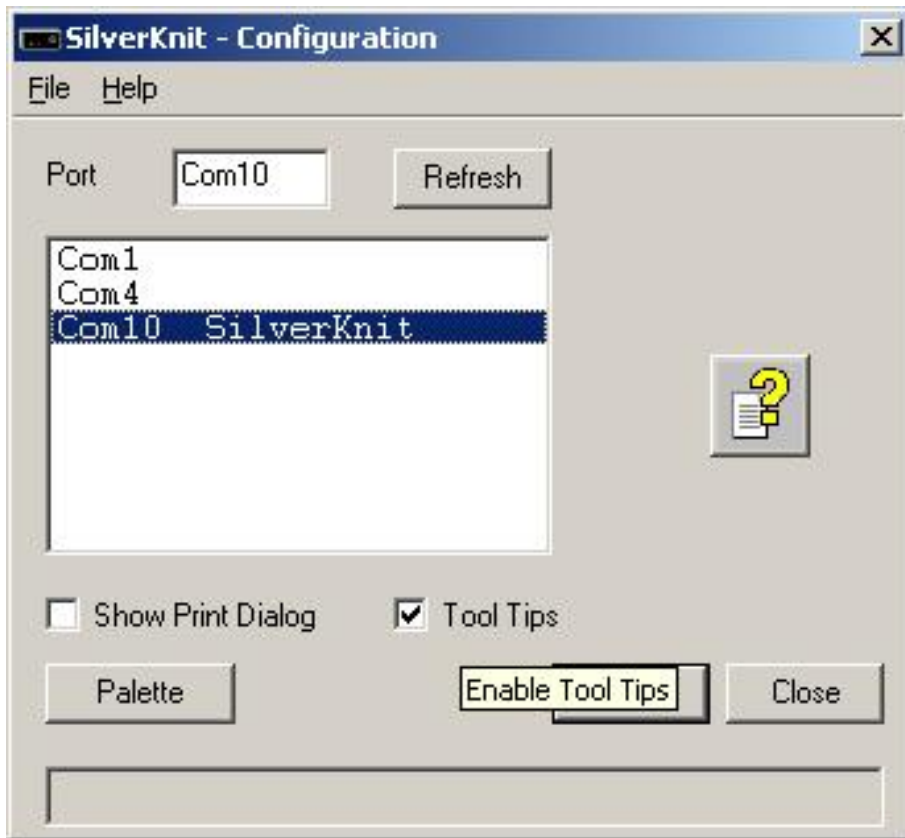 SilverKnit - Configuration
File Help
Port Com10 Refresh
Com1
Com4
Com10 SilverKnit
Show Print Dialog Tool Tips
Palette Enable Tool Tips Close